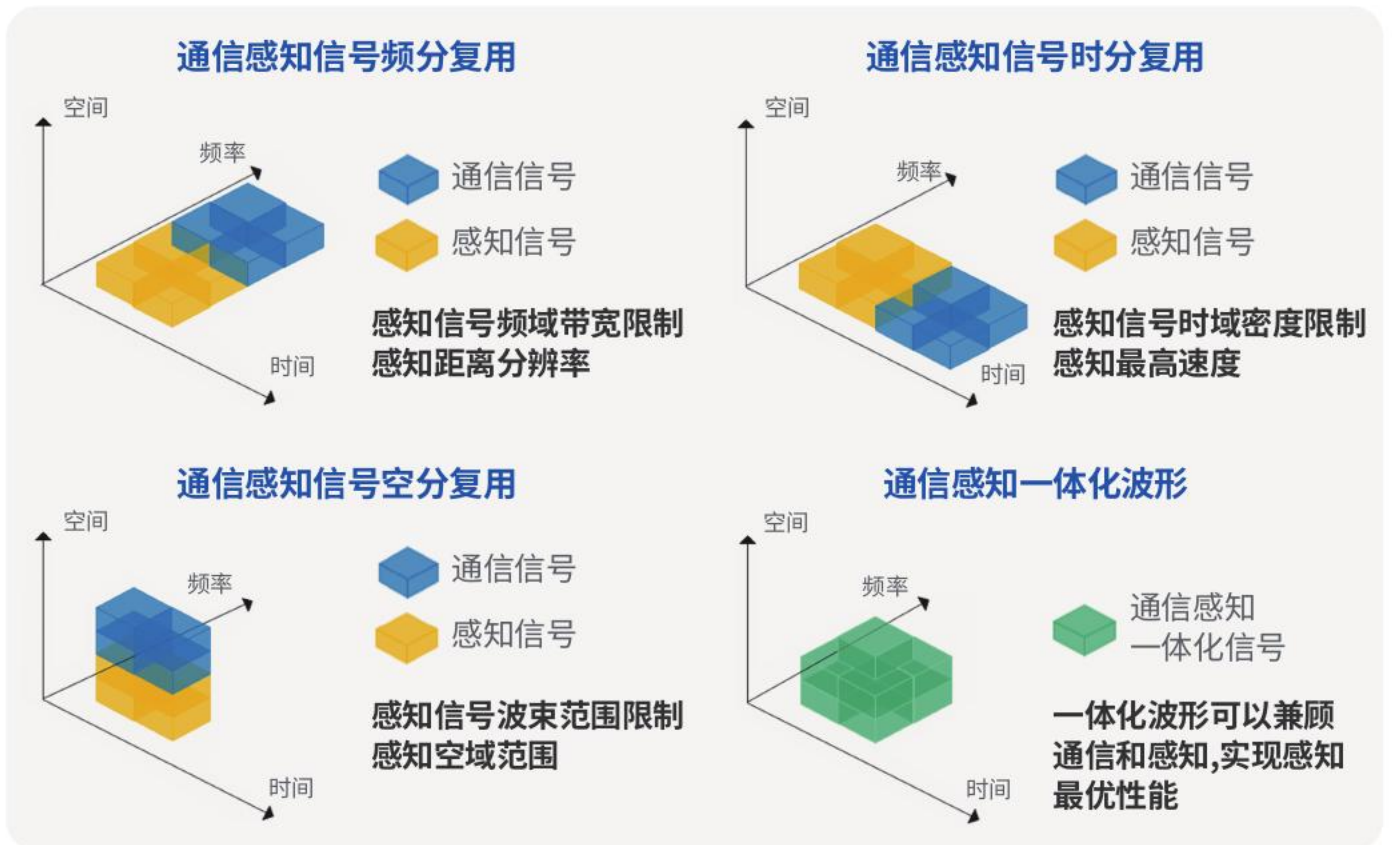 通信感知信号频分复用
空间
频率
时间
通信信号
感知信号
感知信号频域带宽限制
感知距离分辨率
通信感知信号时分复用
空间
频率
时间
通信信号
感知信号
感知信号时域密度限制
感知最高速度
通信感知信号空分复用
空间
频率
时间
通信信号
感知信号
感知信号波束范围限制
感知空域范围
通信感知一体化波形
空间
频率
时间
通信感知
一体化信号
一体化波形可以兼顾
通信和感知,实现感知
最优性能